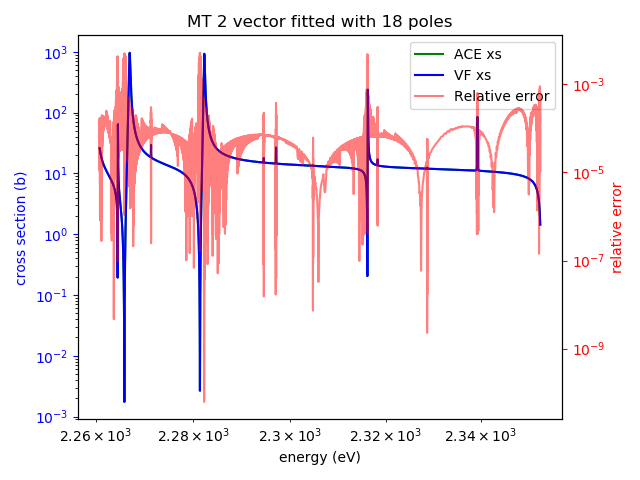 MT 2 vector fitted with 18 poles
ACE xs
VF xs
Relative error
cross section (b)
10³
10²
10¹
10⁰
10⁻¹
10⁻²
10⁻³
relative error
10⁻³
10⁻⁵
10⁻⁷
10⁻⁹
2.26×10³ 2.28×10³ 2.3×10³ 2.32×10³ 2.34×10³
energy (eV)